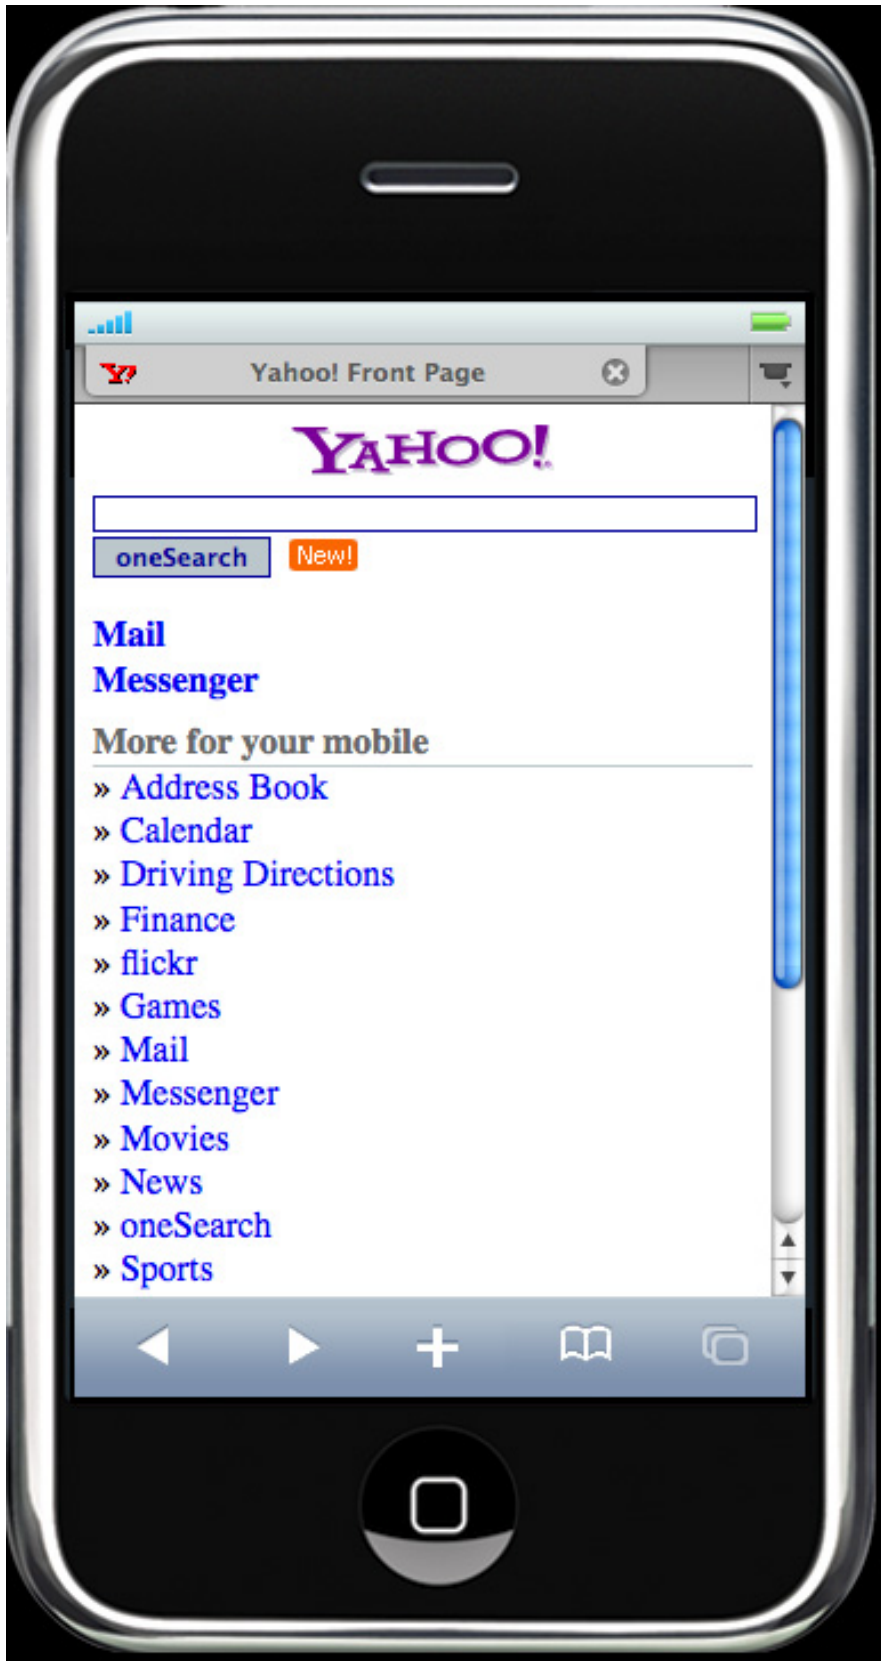 Yahoo! Front Page
YAHOO!
oneSearch New!
Mail
Messenger
More for your mobile
» Address Book
» Calendar
» Driving Directions
» Finance
» flickr
» Games
» Mail
» Messenger
» Movies
» News
» oneSearch
» Sports